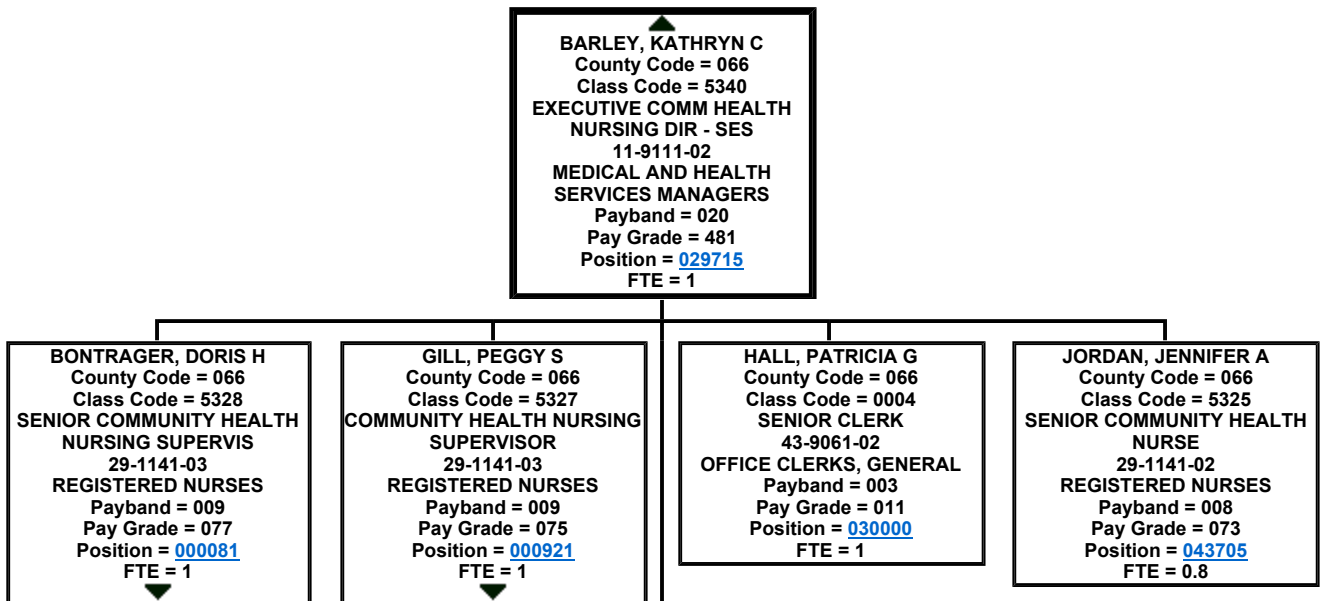 BARLEY, KATHRYN C
County Code = 066
Class Code = 5340
EXECUTIVE COMM HEALTH
NURSING DIR - SES
11-9111-02
MEDICAL AND HEALTH
SERVICES MANAGERS
Payband = 020
Pay Grade = 481
Position = 029715
FTE = 1
BONTRAGER, DORIS H
County Code = 066
Class Code = 5328
SENIOR COMMUNITY HEALTH
NURSING SUPERVIS
29-1141-03
REGISTERED NURSES
Payband = 009
Pay Grade = 077
Position = 000081
FTE = 1
GILL, PEGGY S
County Code = 066
Class Code = 5327
COMMUNITY HEALTH NURSING
SUPERVISOR
29-1141-03
REGISTERED NURSES
Payband = 009
Pay Grade = 075
Position = 000921
FTE = 1
HALL, PATRICIA G
County Code = 066
Class Code = 0004
SENIOR CLERK
43-9061-02
OFFICE CLERKS, GENERAL
Payband = 003
Pay Grade = 011
Position = 030000
FTE = 1
JORDAN, JENNIFER A
County Code = 066
Class Code = 5325
SENIOR COMMUNITY HEALTH
NURSE
29-1141-02
REGISTERED NURSES
Payband = 008
Pay Grade = 073
Position = 043705
FTE = 0.8